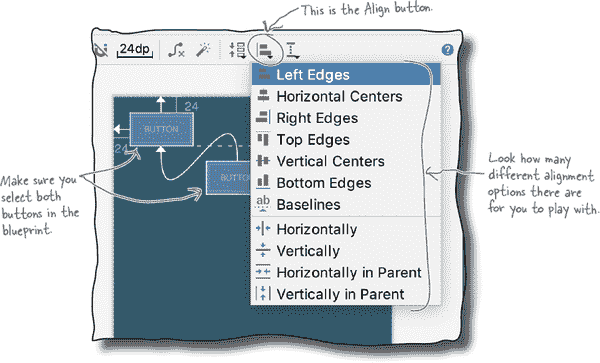 This is the Align button.
24dp
?
Left Edges
Horizontal Centers
Right Edges
Top Edges
Vertical Centers
Bottom Edges
ab
Baselines
Horizontally
Vertically
Horizontally in Parent
Vertically in Parent
24
BUTTON
24
BUTTON
Make sure you
select both
buttons in the
blueprint.
Look how many
different alignment
options there are
for you to play with.